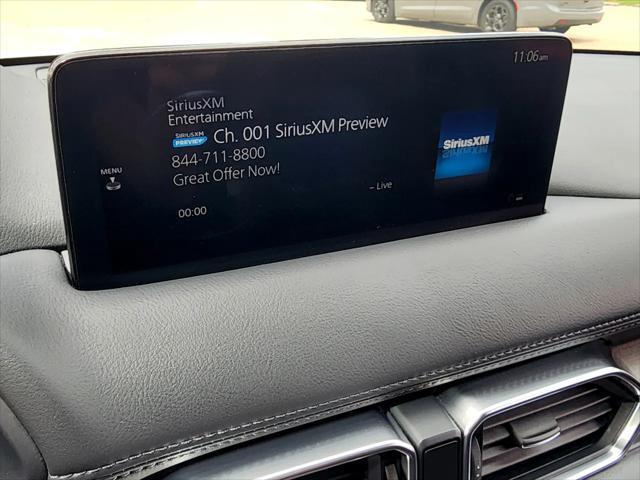 11:06 am
SiriusXM
Entertainment
SIRIUSXM
PREVIEW
Ch. 001 SiriusXM Preview
844-711-8800
Great Offer Now!
MENU
– Live
00:00
SiriusXM